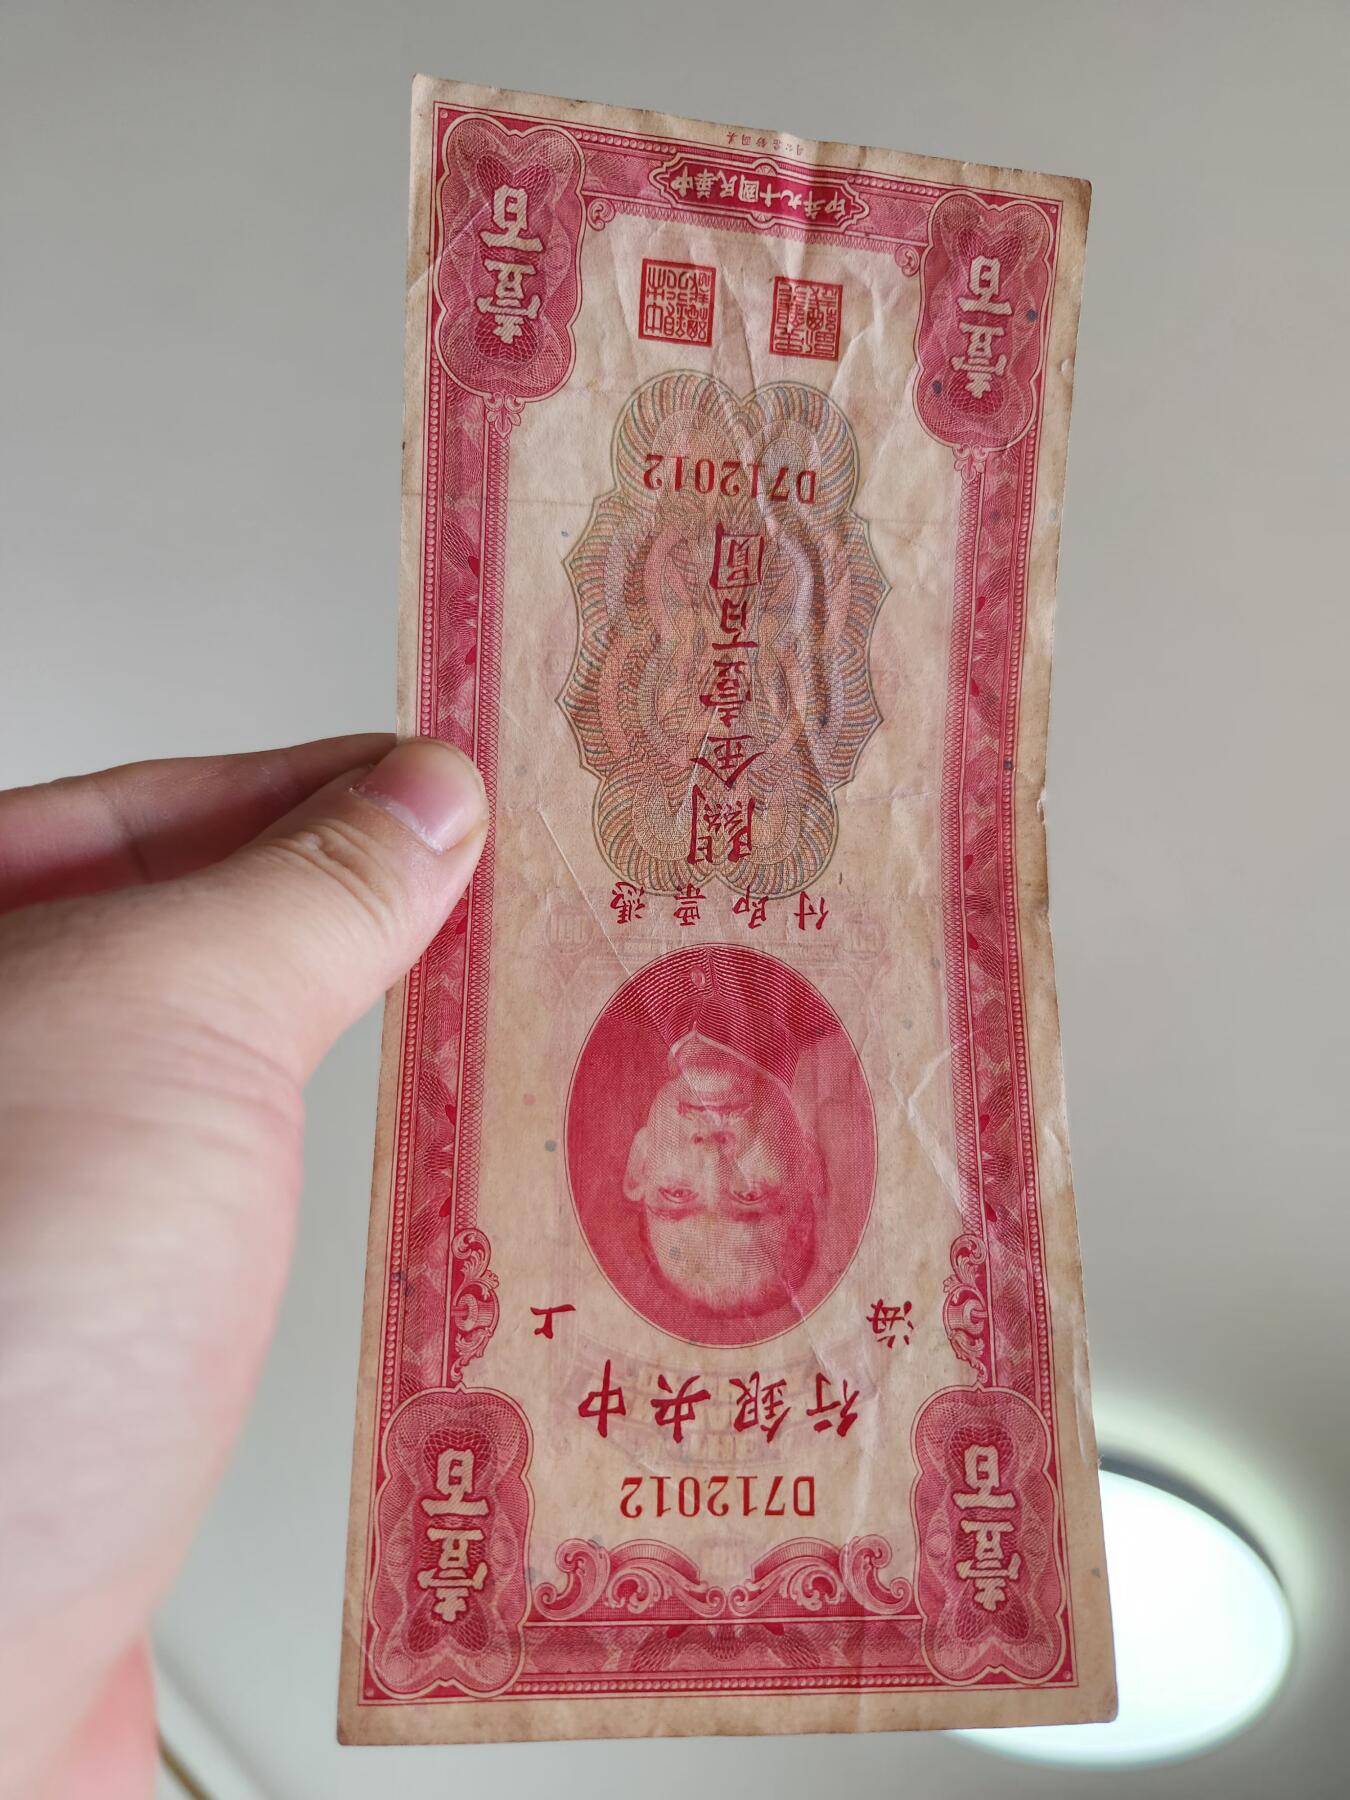 壹百
壹百
D712012
中央銀行
上海
憑票即付
關金壹百圓
D712012
壹百
壹百
中華民國十九年印
美國鈔票公司